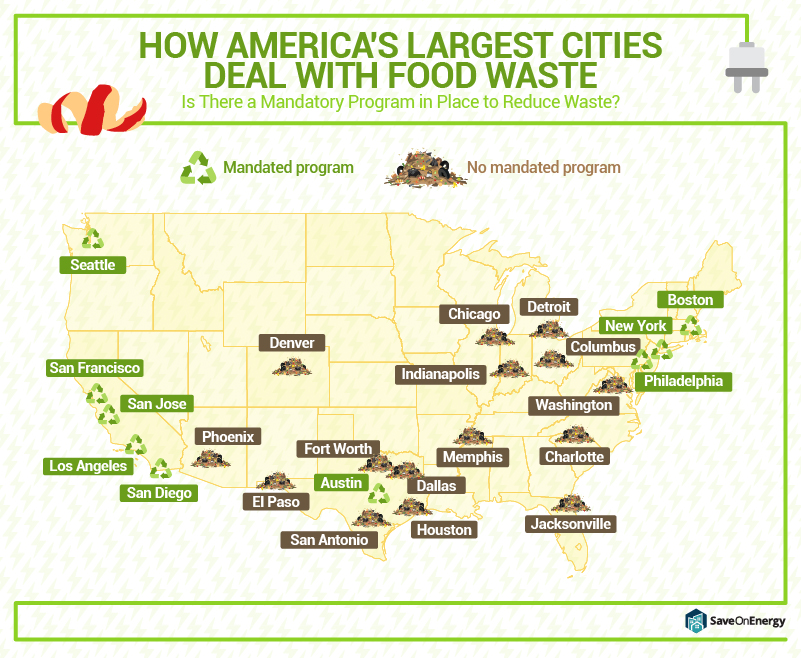 HOW AMERICA'S LARGEST CITIES
DEAL WITH FOOD WASTE
Is There a Mandatory Program in Place to Reduce Waste?
Mandated program
No mandated program
Seattle
Boston
Detroit
Chicago
New York
Denver
Columbus
San Francisco
Indianapolis
Philadelphia
San Jose
Washington
Phoenix
Fort Worth
Memphis
Charlotte
Los Angeles
Austin
Dallas
San Diego
El Paso
Jacksonville
Houston
San Antonio
SaveOnEnergy